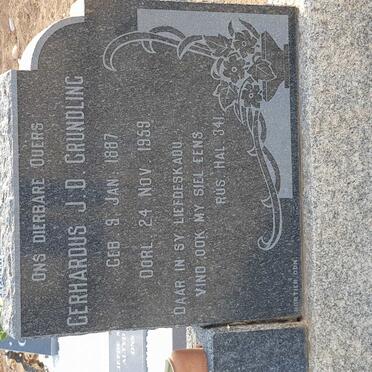 ONS DIERBARE OUERS
GERHARDUS J. D. GRUNDLING
GEB. 9 JAN. 1887
OORL. 24 NOV. 1959
DAAR IN SY LIEFDESKADU
VIND OOK MY SIEL EENS
RUS. HAL. 341